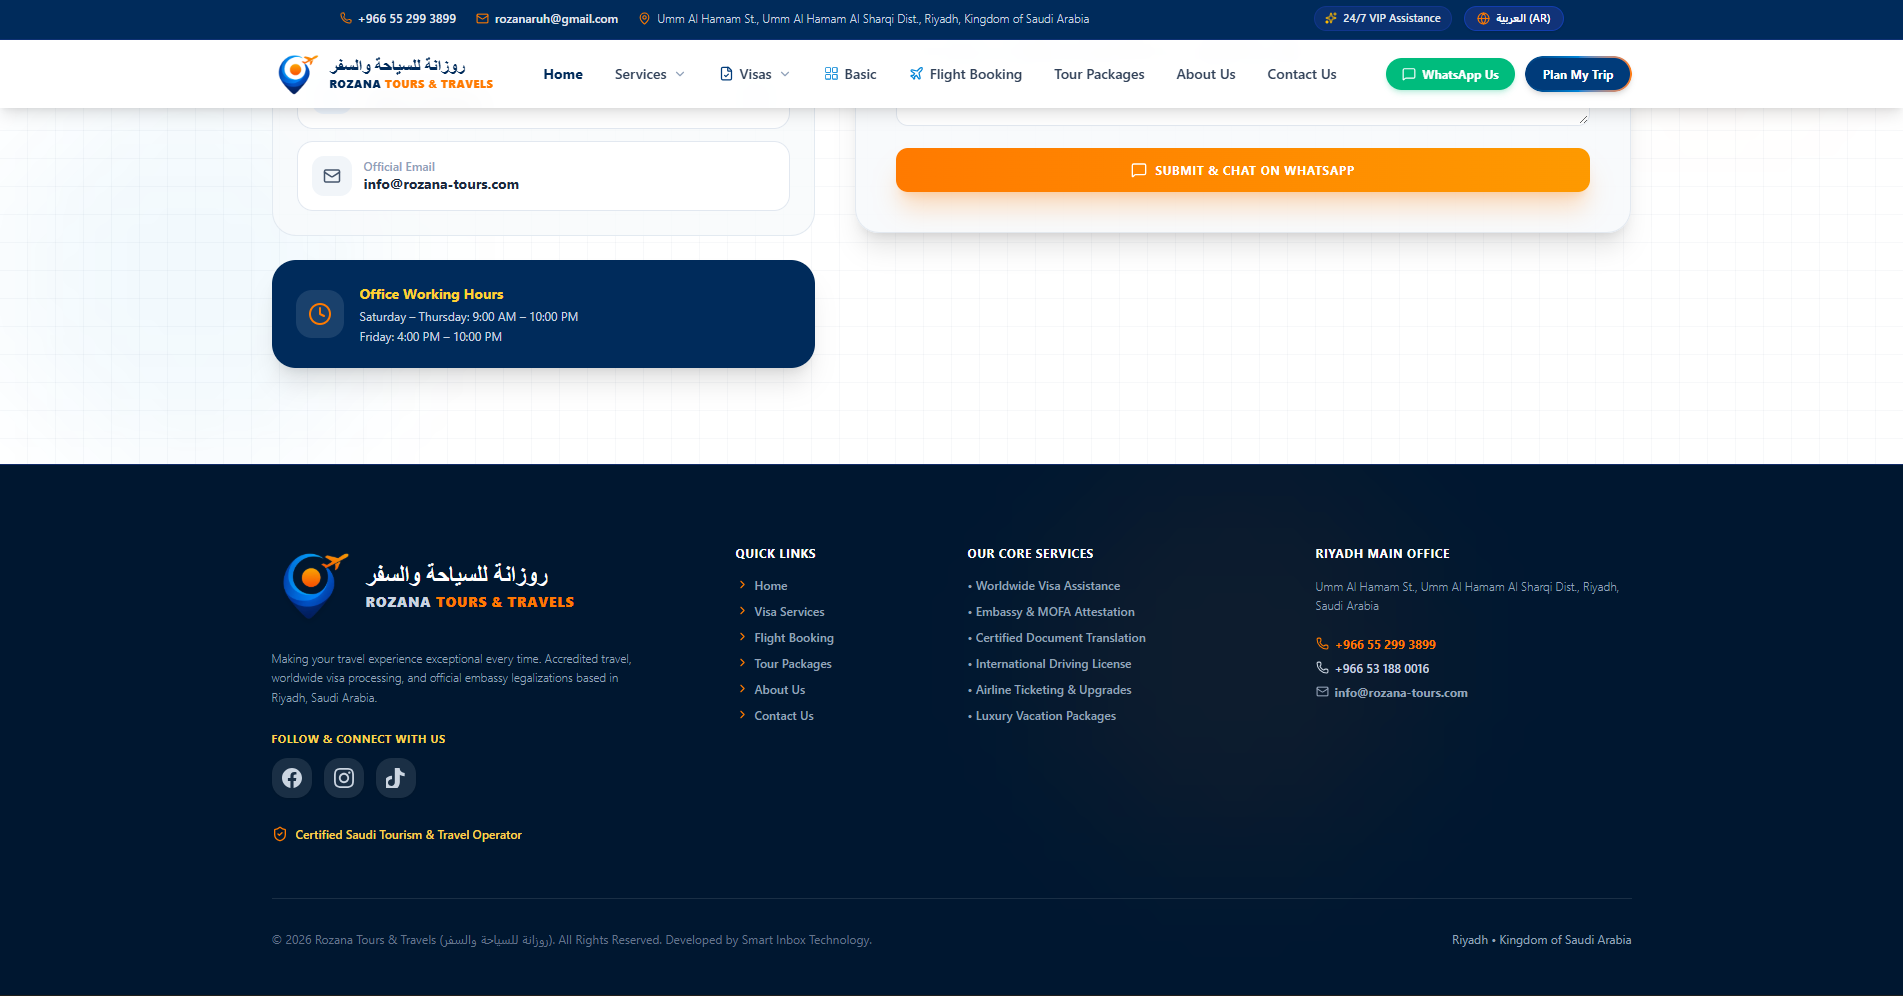 +966 55 299 3899
rozanaruh@gmail.com
Umm Al Hamam St., Umm Al Hamam Al Sharqi Dist., Riyadh, Kingdom of Saudi Arabia
24/7 VIP Assistance
العربية (AR)
روزانة للسياحة والسفر
ROZANA TOURS & TRAVELS
Home
Services
Visas
Basic
Flight Booking
Tour Packages
About Us
Contact Us
WhatsApp Us
Plan My Trip
Official Email
info@rozana-tours.com
SUBMIT & CHAT ON WHATSAPP
Office Working Hours
Saturday – Thursday: 9:00 AM – 10:00 PM
Friday: 4:00 PM – 10:00 PM
روزانة للسياحة والسفر
ROZANA TOURS & TRAVELS
Making your travel experience exceptional every time. Accredited travel,
worldwide visa processing, and official embassy legalizations based in
Riyadh, Saudi Arabia.
FOLLOW & CONNECT WITH US
Certified Saudi Tourism & Travel Operator
QUICK LINKS
Home
Visa Services
Flight Booking
Tour Packages
About Us
Contact Us
OUR CORE SERVICES
• Worldwide Visa Assistance
• Embassy & MOFA Attestation
• Certified Document Translation
• International Driving License
• Airline Ticketing & Upgrades
• Luxury Vacation Packages
RIYADH MAIN OFFICE
Umm Al Hamam St., Umm Al Hamam Al Sharqi Dist., Riyadh,
Saudi Arabia
+966 55 299 3899
+966 53 188 0016
info@rozana-tours.com
© 2026 Rozana Tours & Travels (روزانة للسياحة والسفر). All Rights Reserved. Developed by Smart Inbox Technology.
Riyadh • Kingdom of Saudi Arabia